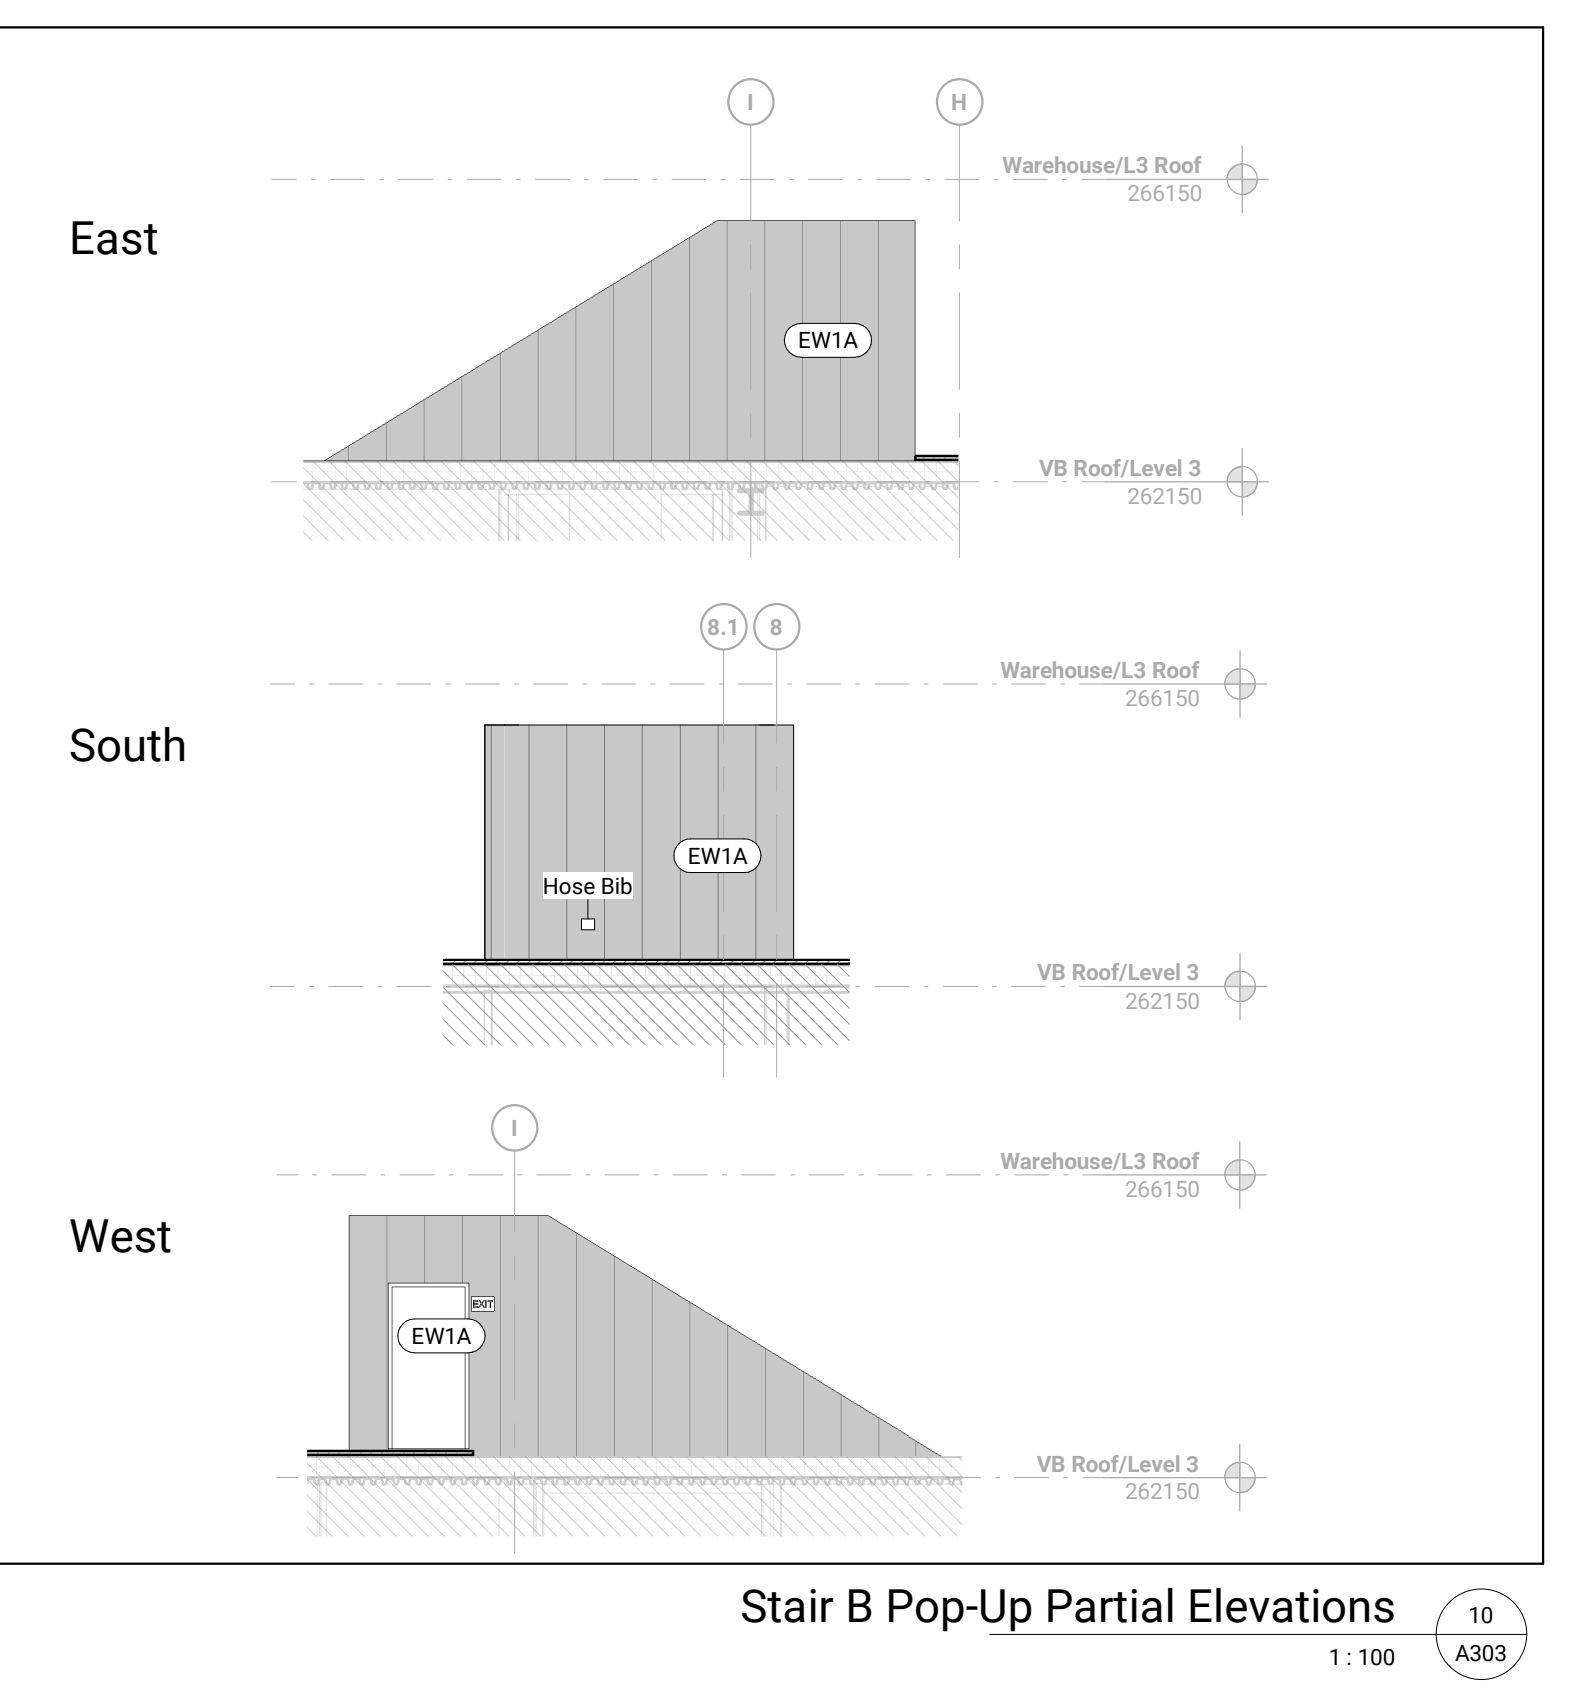 I H
Warehouse/L3 Roof
266150
East
EW1A
VB Roof/Level 3
262150
8.1 8
Warehouse/L3 Roof
266150
South
EW1A
Hose Bib
VB Roof/Level 3
262150
I
Warehouse/L3 Roof
266150
West
EXIT
EW1A
VB Roof/Level 3
262150
Stair B Pop-Up Partial Elevations
10
1 : 100
A303